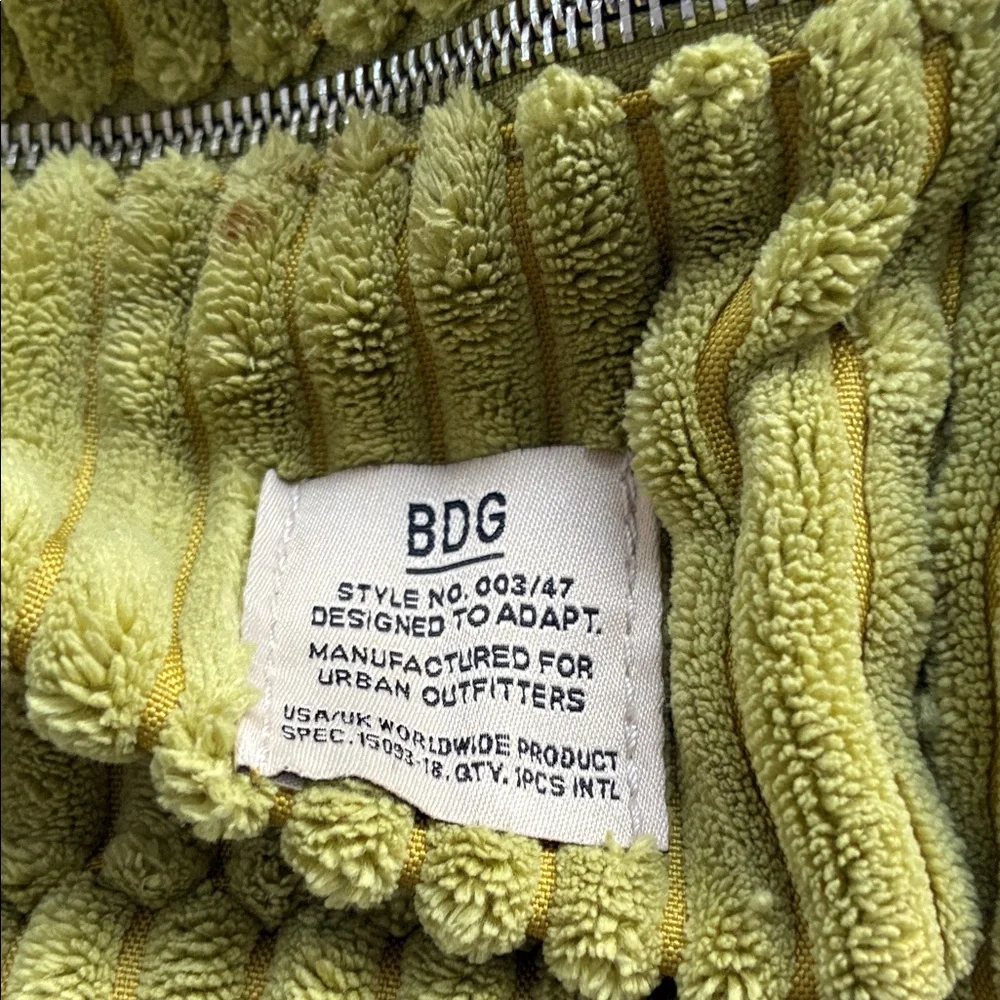 BDG
STYLE NO. 003/47
DESIGNED TO ADAPT.
MANUFACTURED FOR
URBAN OUTFITTERS
USA/UK WORLDWIDE PRODUCT
SPEC. 15093-18. QTY. 1PCS INTL